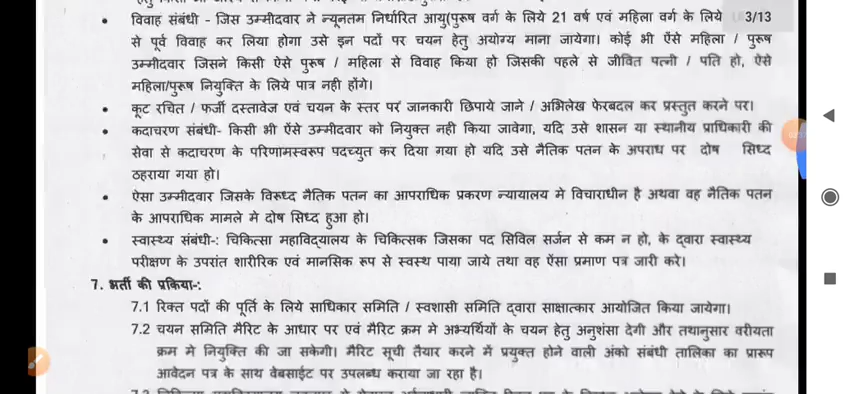 • विवाह संबंधी - जिस उम्मीदवार ने न्यूनतम निर्धारित आयु(पुरूष वर्ग के लिये 21 वर्ष एवं महिला वर्ग के लिये 3/13
से पूर्व विवाह कर लिया होगा उसे इन पदों पर चयन हेतु अयोग्य माना जायेगा। कोई भी ऐंसे महिला / पुरूष
उम्मीदवार जिसने किसी ऐसे पुरूष / महिला से विवाह किया हो जिसकी पहले से जीवित पत्नी / पति हो, ऐसे
महिला/पुरूष नियुक्ति के लिये पात्र नही होंगे।
• कूट रचित / फर्जी दस्तावेज एवं चयन के स्तर पर जानकारी छिपाये जाने / अभिलेख फेरबदल कर प्रस्तुत करने पर।
• कदाचरण संबंधी- किसी भी ऐंसे उम्मीदवार को नियुक्त नही किया जावेगा, यदि उसे शासन या स्थानीय प्राधिकारी की
सेवा से कदाचरण के परिणामस्वरूप पदच्युत कर दिया गया हो यदि उसे नैतिक पतन के अपराध पर दोष सिध्द
ठहराया गया हो।
• ऐसा उम्मीदवार जिसके विरूध्द नैतिक पतन का आपराधिक प्रकरण न्यायालय मे विचाराधीन है अथवा वह नैतिक पतन
के आपराधिक मामले मे दोष सिध्द हुआ हो।
• स्वास्थ्य संबंधी-: चिकित्सा महाविद्यालय के चिकित्सक जिसका पद सिविल सर्जन से कम न हो, के द्वारा स्वास्थ्य
परीक्षण के उपरांत शारीरिक एवं मानसिक रूप से स्वस्थ पाया जाये तथा वह ऐंसा प्रमाण पत्र जारी करे।
7. भर्ती की प्रकिया-:
7.1 रिक्त पदों की पूर्ति के लिये साधिकार समिति / स्वशासी समिति द्वारा साक्षात्कार आयोजित किया जायेगा।
7.2 चयन समिति मैरिट के आधार पर एवं मैरिट क्रम मे अभ्यर्थियों के चयन हेतु अनुशंसा देगी और तथानुसार वरीयता
क्रम मे नियुक्ति की जा सकेगी। मैरिट सूची तैयार करने में प्रयुक्त होने वाली अंको संबंधी तालिका का प्रारूप
आवेदन पत्र के साथ वेबसाईट पर उपलब्ध कराया जा रहा है।